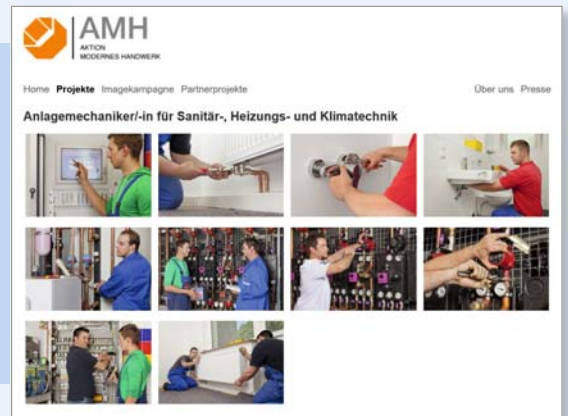 AMH
AKTION
MODERNES HANDWERK
Home Projekte Imagekampagne Partnerprojekte Über uns Presse
Anlagemechaniker/-in für Sanitär-, Heizungs- und Klimatechnik